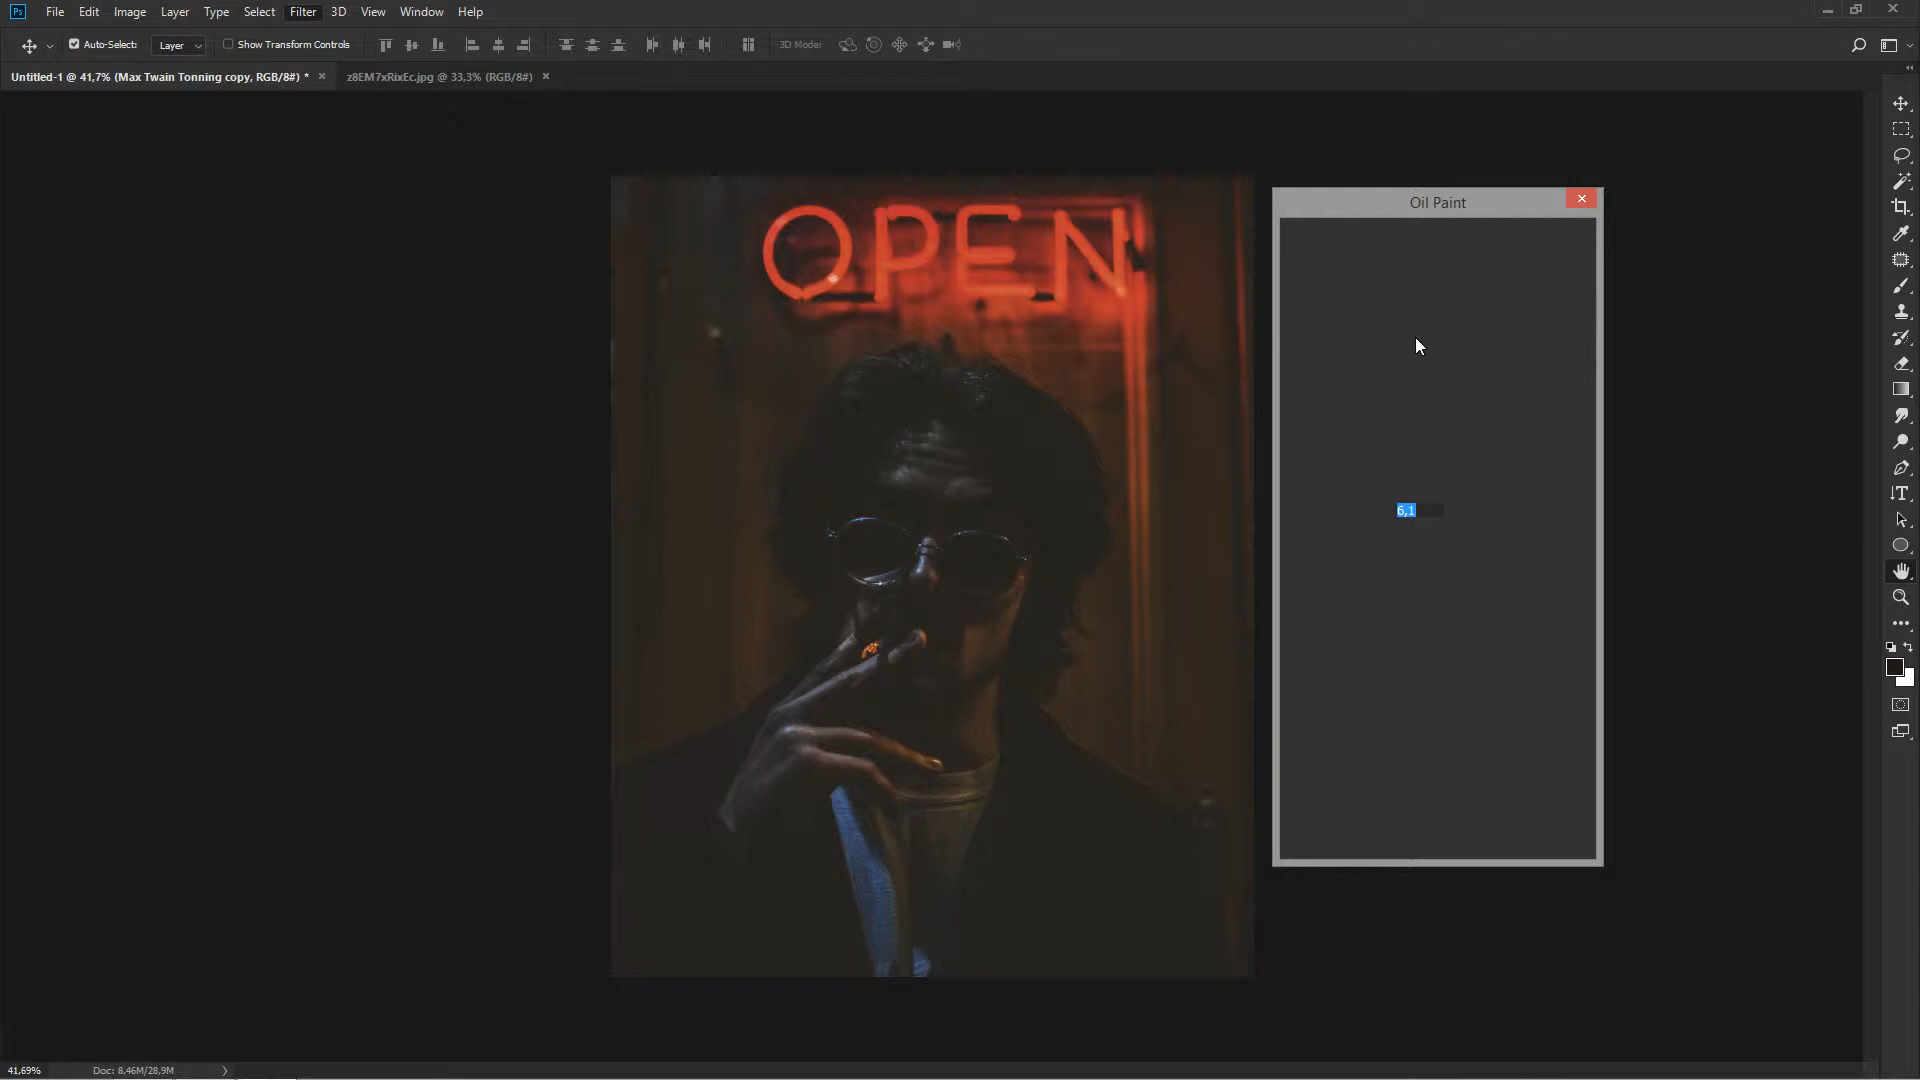 Ps File Edit Image Layer Type Select Filter 3D View Window Help
Auto-Select: Layer Show Transform Controls 3D Mode:
Untitled-1 @ 41,7% (Max Twain Tonning copy, RGB/8#) * × z8EM7xRixEc.jpg @ 33,3% (RGB/8#) ×
OPEN
Oil Paint
6,1
41,69% Doc: 8,46M/28,9M